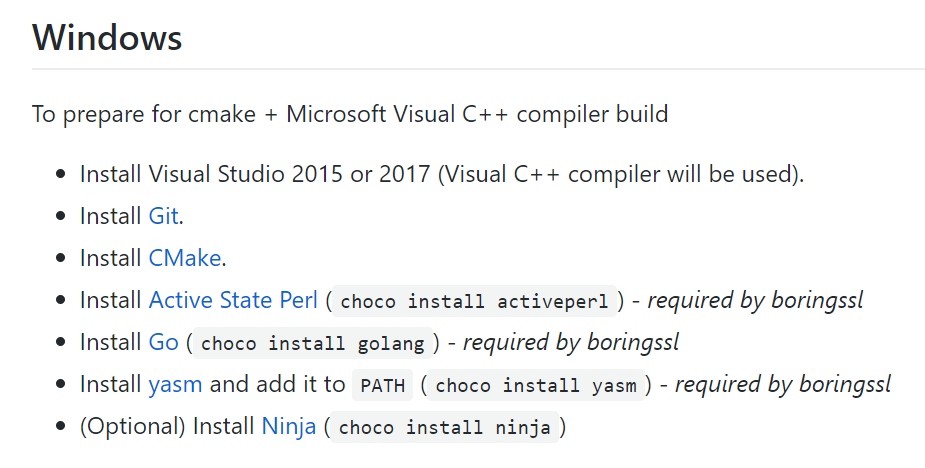 Windows
To prepare for cmake + Microsoft Visual C++ compiler build
• Install Visual Studio 2015 or 2017 (Visual C++ compiler will be used).
• Install Git.
• Install CMake.
• Install Active State Perl ( choco install activeperl ) - required by boringssl
• Install Go ( choco install golang ) - required by boringssl
• Install yasm and add it to PATH ( choco install yasm ) - required by boringssl
• (Optional) Install Ninja ( choco install ninja )